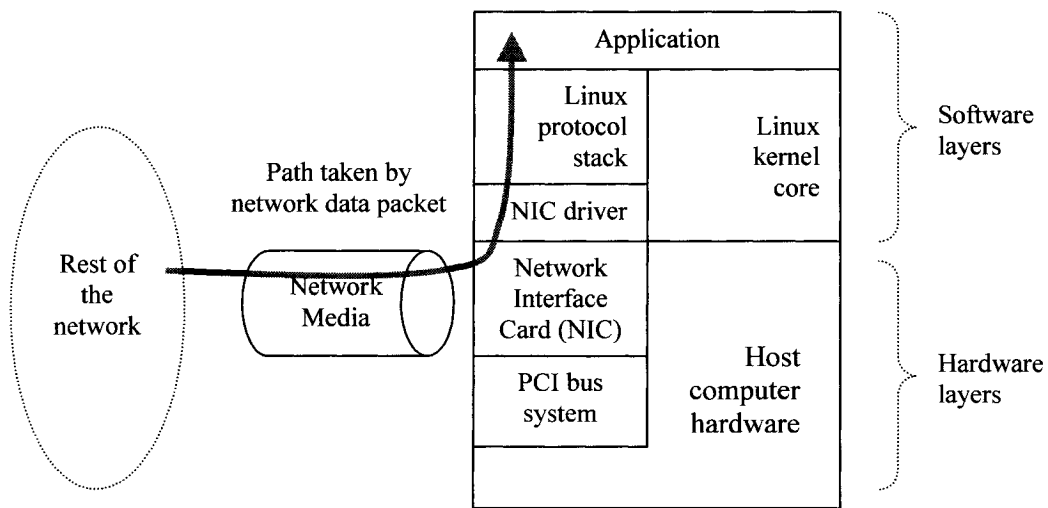 Application
Linux
protocol
stack
Linux
kernel
core
Software
layers
Path taken by
network data packet
NIC driver
Rest of
the
network
Network
Media
Network
Interface
Card (NIC)
Host
computer
hardware
Hardware
layers
PCI bus
system